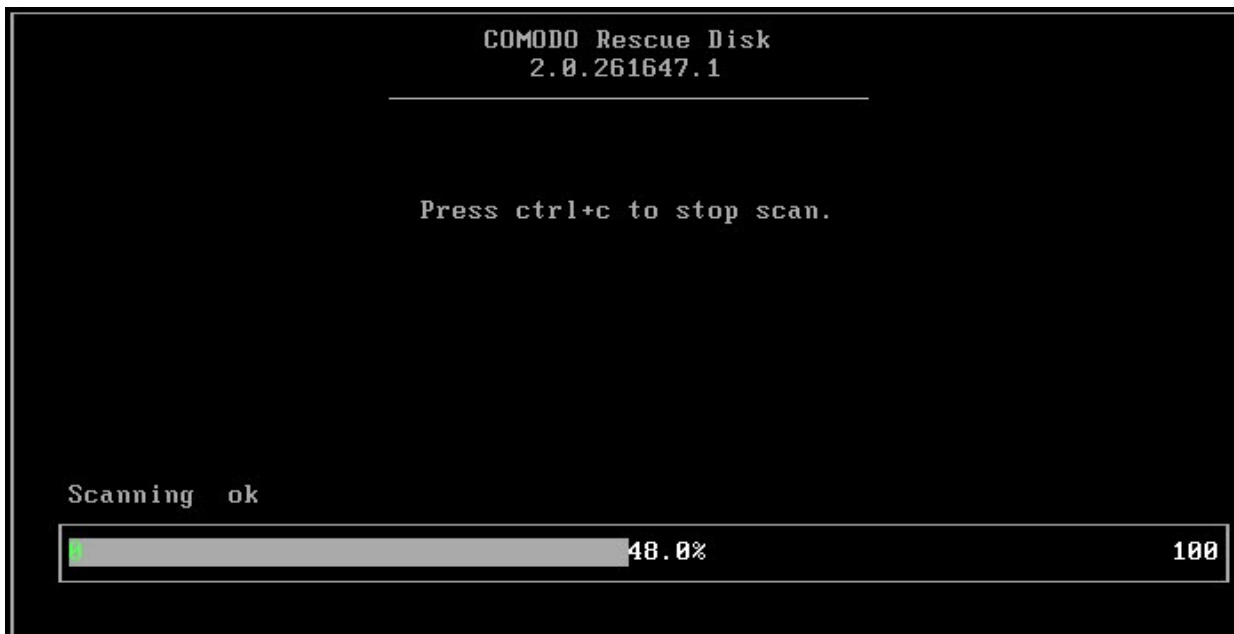 COMODO Rescue Disk
2.0.261647.1
Press ctrl+c to stop scan.
Scanning  ok
0 48.0% 100